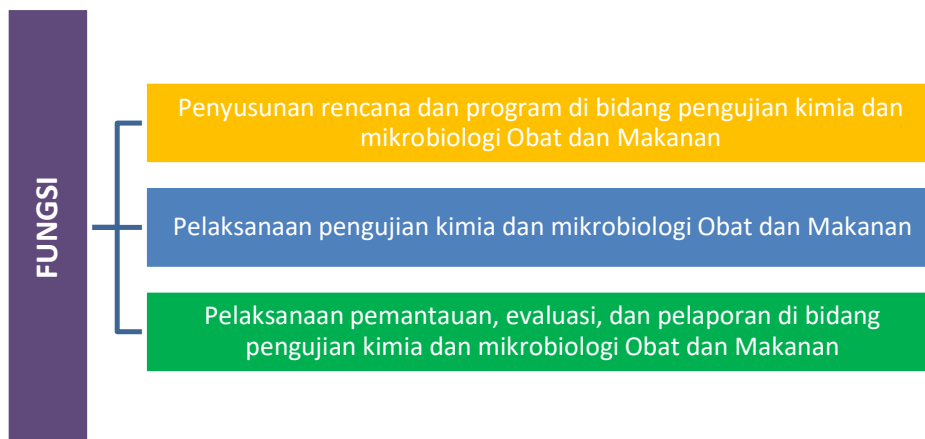 FUNGSI
Penyusunan rencana dan program di bidang pengujian kimia dan
mikrobiologi Obat dan Makanan
Pelaksanaan pengujian kimia dan mikrobiologi Obat dan Makanan
Pelaksanaan pemantauan, evaluasi, dan pelaporan di bidang
pengujian kimia dan mikrobiologi Obat dan Makanan